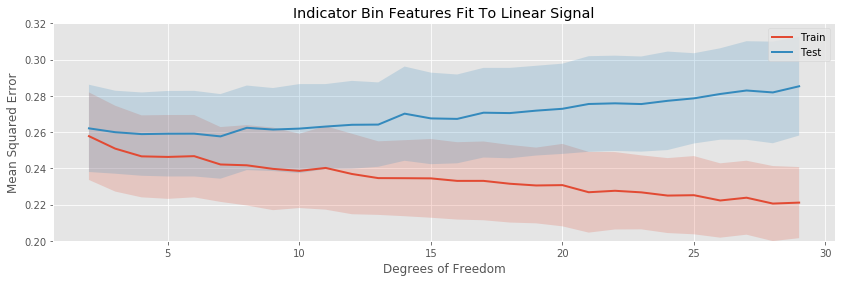 Indicator Bin Features Fit To Linear Signal
0.32
0.30
0.28
0.26
0.24
0.22
0.20
Mean Squared Error
Train
Test
5
10
15
20
25
30
Degrees of Freedom